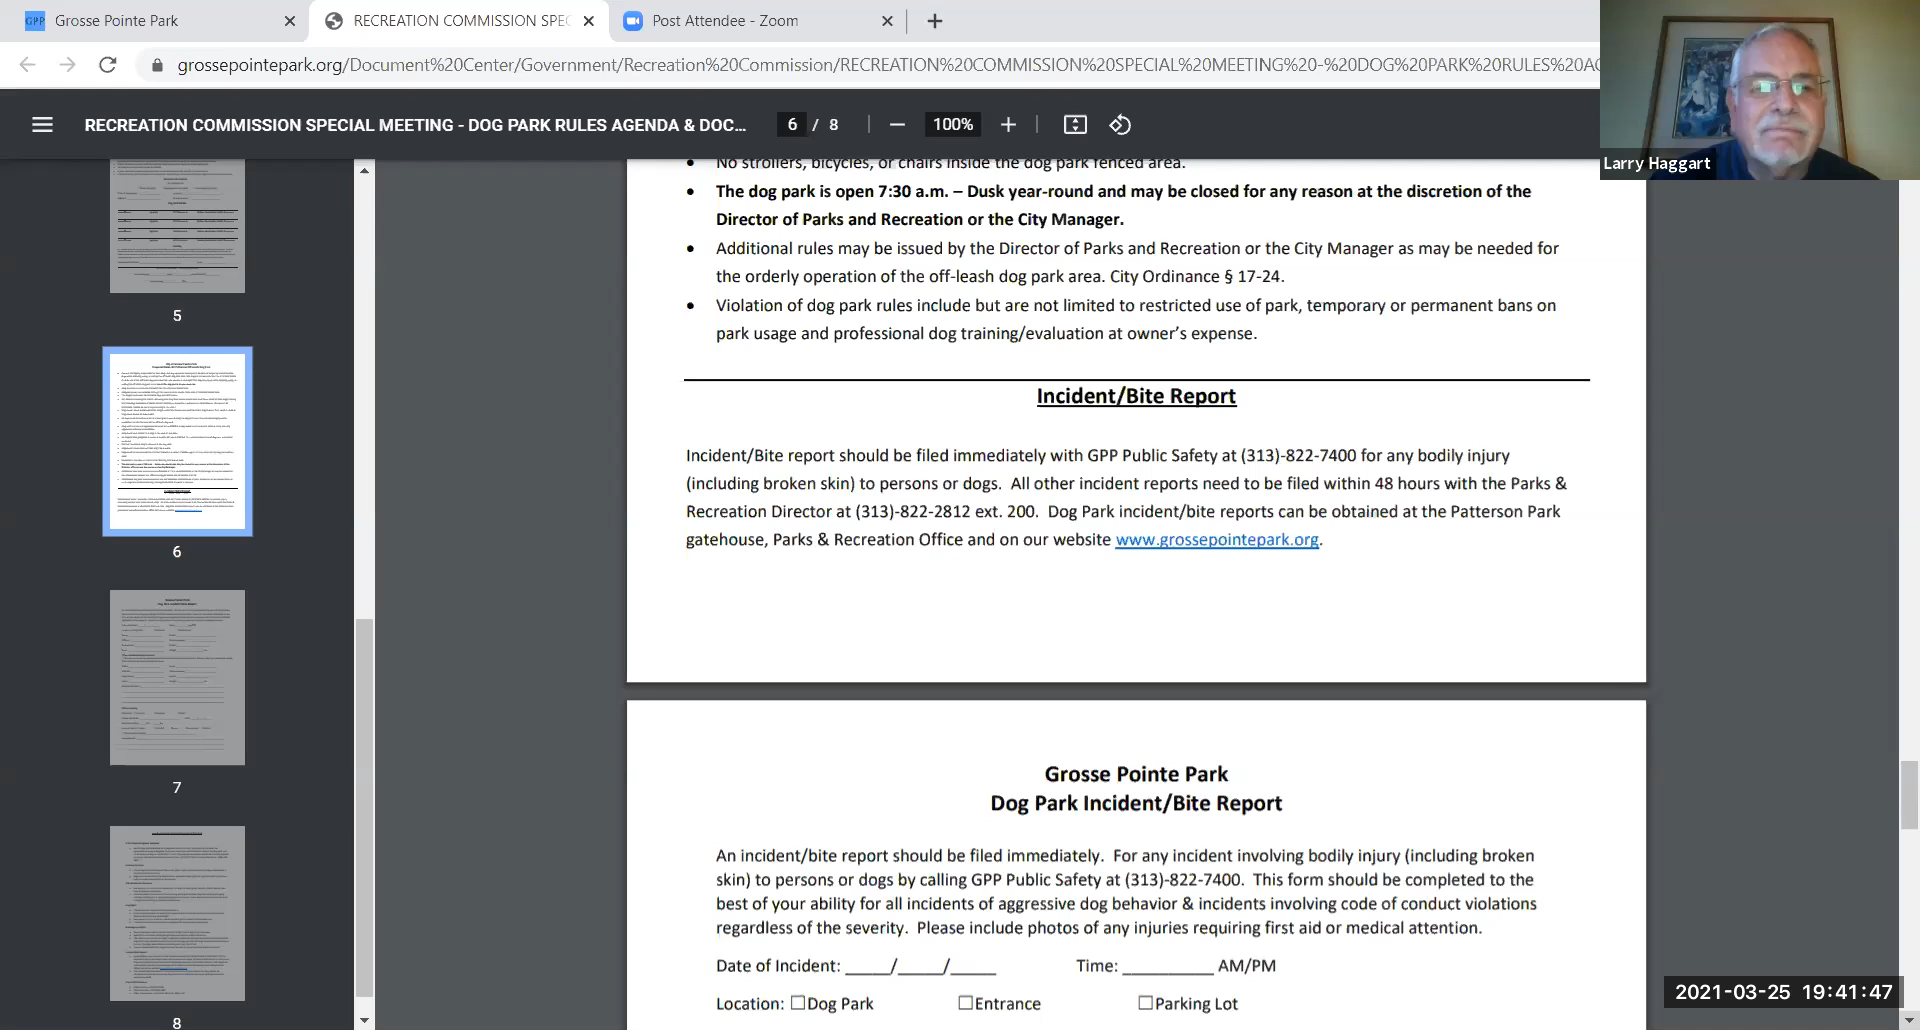 GPP Grosse Pointe Park
RECREATION COMMISSION SPEC
Post Attendee - Zoom
grossepointepark.org/Document%20Center/Government/Recreation%20Commission/RECREATION%20COMMISSION%20SPECIAL%20MEETING%20-%20DOG%20PARK%20RULES%20AG
RECREATION COMMISSION SPECIAL MEETING - DOG PARK RULES AGENDA & DOC...
6 / 8
100%
Larry Haggart
5
6
7
8
• No strollers, bicycles, or chairs inside the dog park fenced area.
• The dog park is open 7:30 a.m. – Dusk year-round and may be closed for any reason at the discretion of the
Director of Parks and Recreation or the City Manager.
• Additional rules may be issued by the Director of Parks and Recreation or the City Manager as may be needed for
the orderly operation of the off-leash dog park area. City Ordinance § 17-24.
• Violation of dog park rules include but are not limited to restricted use of park, temporary or permanent bans on
park usage and professional dog training/evaluation at owner's expense.
Incident/Bite Report
Incident/Bite report should be filed immediately with GPP Public Safety at (313)-822-7400 for any bodily injury
(including broken skin) to persons or dogs. All other incident reports need to be filed within 48 hours with the Parks &
Recreation Director at (313)-822-2812 ext. 200. Dog Park incident/bite reports can be obtained at the Patterson Park
gatehouse, Parks & Recreation Office and on our website www.grossepointepark.org.
Grosse Pointe Park
Dog Park Incident/Bite Report
An incident/bite report should be filed immediately. For any incident involving bodily injury (including broken
skin) to persons or dogs by calling GPP Public Safety at (313)-822-7400. This form should be completed to the
best of your ability for all incidents of aggressive dog behavior & incidents involving code of conduct violations
regardless of the severity. Please include photos of any injuries requiring first aid or medical attention.
Date of Incident: _____/_____/_____ Time: __________ AM/PM
Location: ☐Dog Park ☐Entrance ☐Parking Lot
2021-03-25 19:41:47